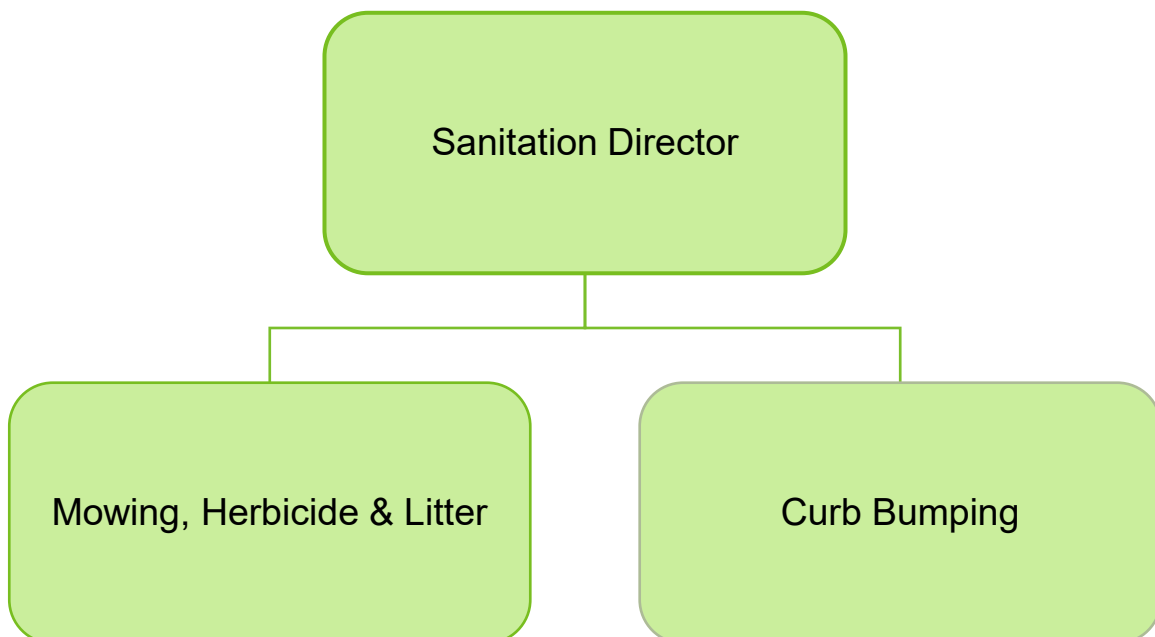 Sanitation Director
Mowing, Herbicide & Litter
Curb Bumping